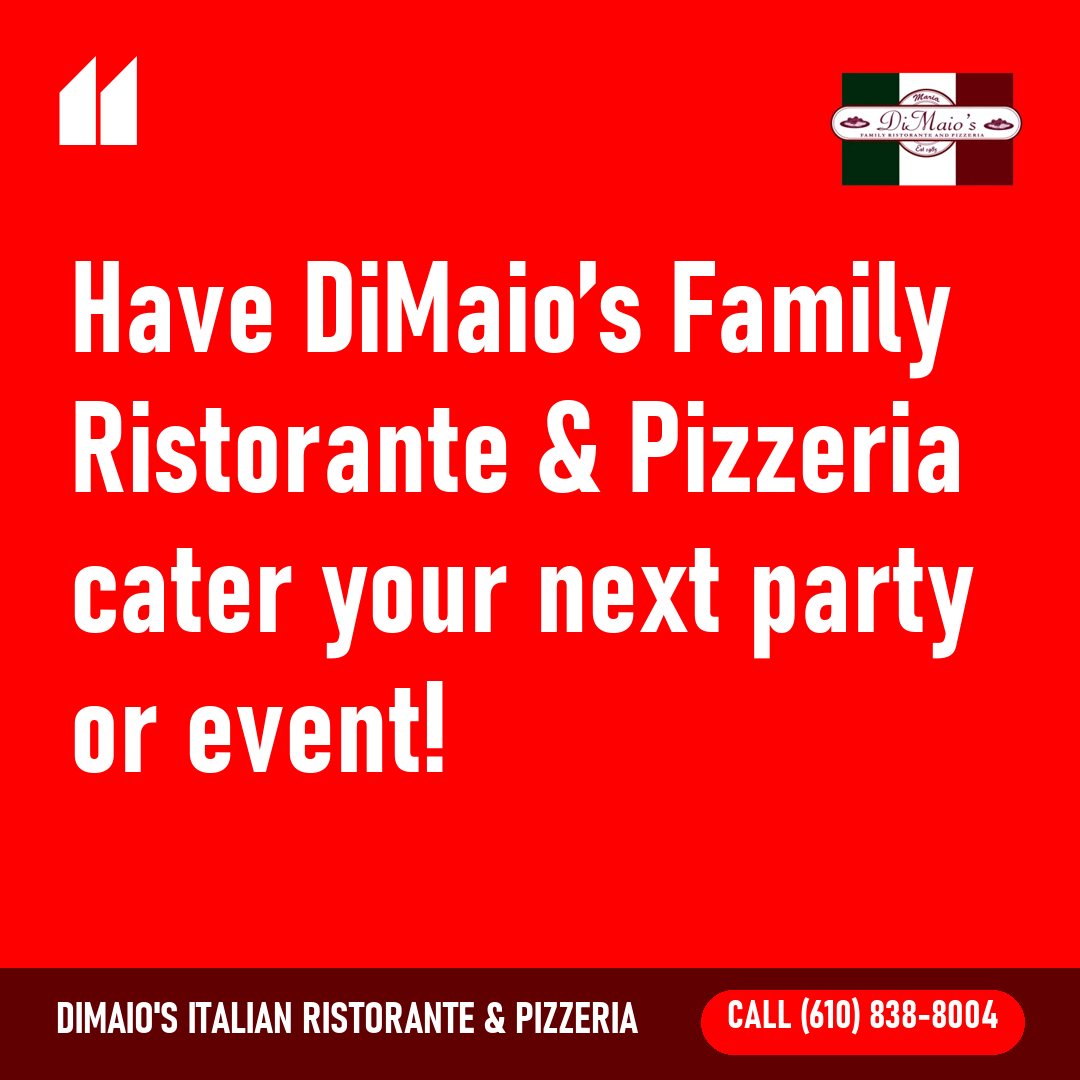 Maria
DiMaio's
FAMILY RISTORANTE AND PIZZERIA
Est 1985
Have DiMaio’s Family
Ristorante & Pizzeria
cater your next party
or event!
DIMAIO'S ITALIAN RISTORANTE & PIZZERIA
CALL (610) 838-8004